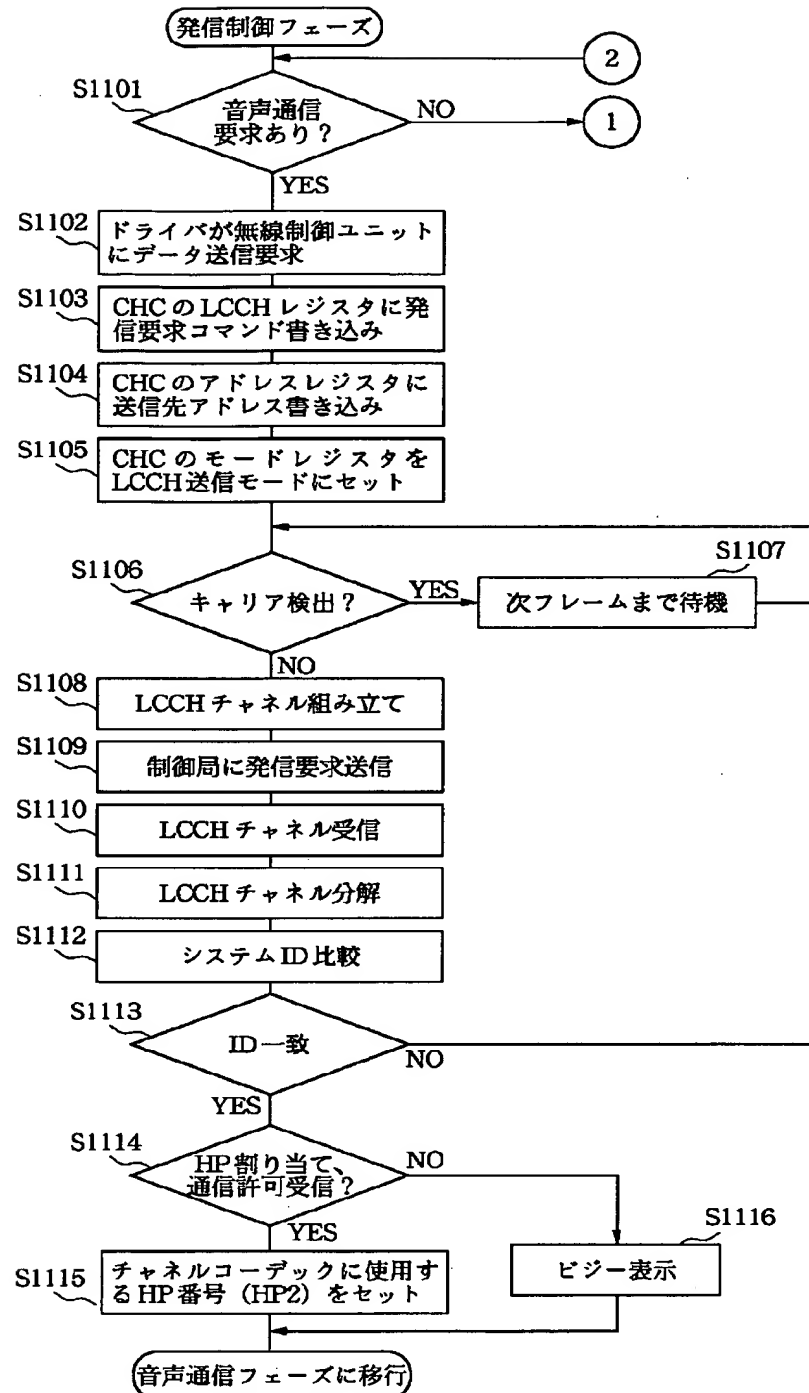 発信制御フェーズ
2
S1101
音声通信
要求あり?
NO
1
YES
S1102
ドライバが無線制御ユニット
にデータ送信要求
S1103
CHCのLCCHレジスタに発
信要求コマンド書き込み
S1104
CHCのアドレスレジスタに
送信先アドレス書き込み
S1105
CHCのモードレジスタを
LCCH送信モードにセット
S1106
キャリア検出?
YES
S1107
次フレームまで待機
NO
S1108
LCCHチャネル組み立て
S1109
制御局に発信要求送信
S1110
LCCHチャネル受信
S1111
LCCHチャネル分解
S1112
システムID比較
S1113
ID一致
NO
YES
S1114
HP割り当て、
通信許可受信?
NO
YES
S1115
チャネルコーデックに使用す
るHP番号(HP2)をセット
S1116
ビジー表示
音声通信フェーズに移行